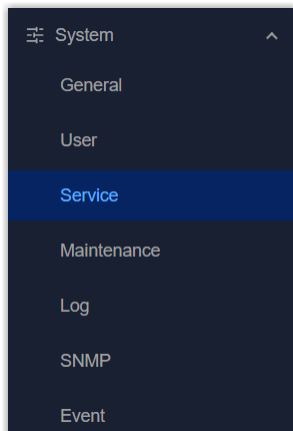 System
General
User
Service
Maintenance
Log
SNMP
Event